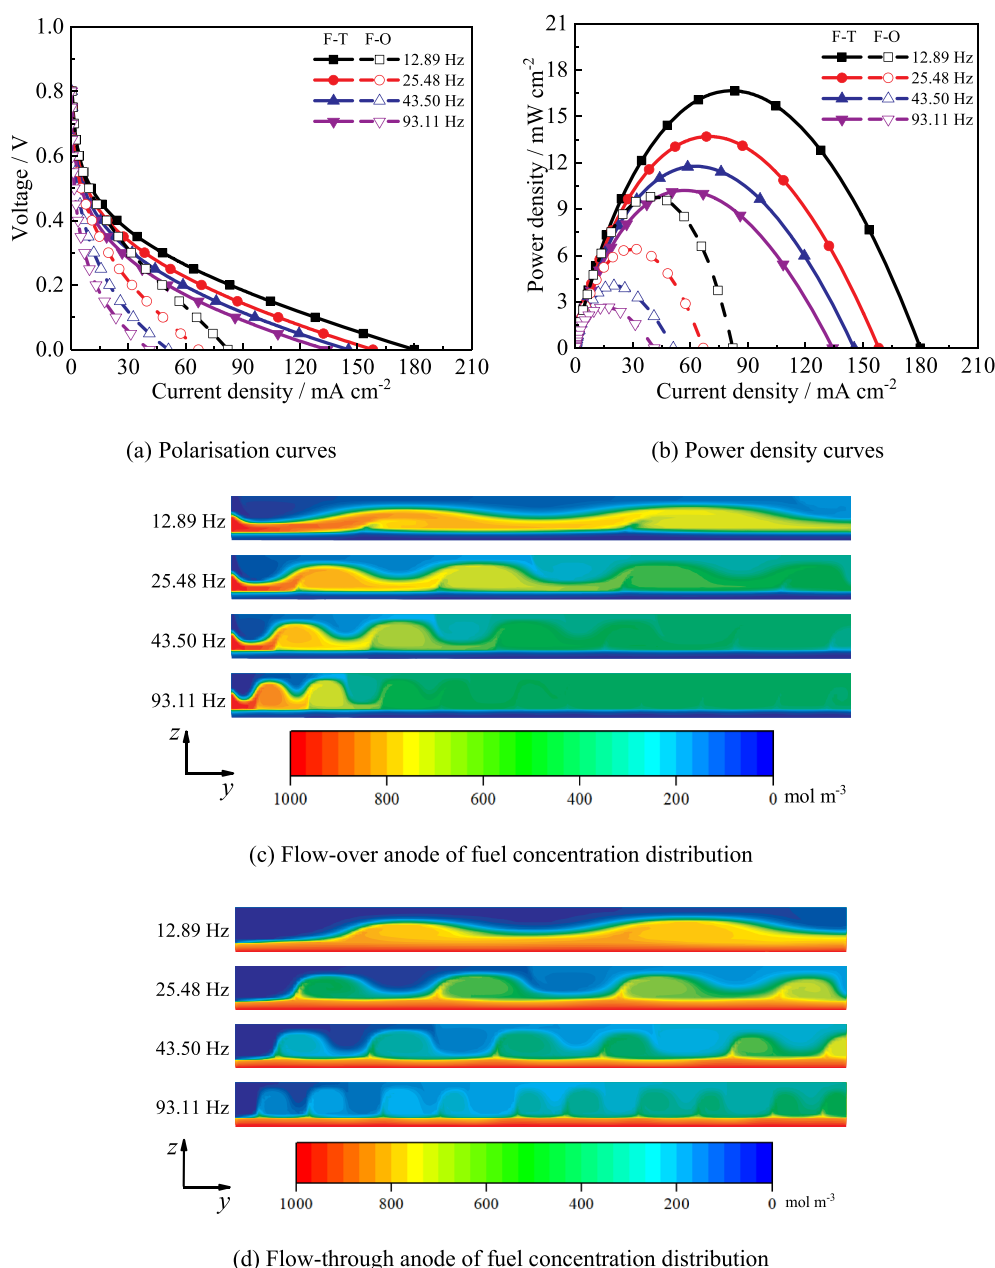 1.0
0.8
0.6
0.4
0.2
0.0
Voltage / V
F-T F-O
12.89 Hz
25.48 Hz
43.50 Hz
93.11 Hz
0 30 60 90 120 150 180 210
Current density / mA cm-2
(a) Polarisation curves
21
18
15
12
9
6
3
0
Power density / mW cm-2
F-T F-O
12.89 Hz
25.48 Hz
43.50 Hz
93.11 Hz
0 30 60 90 120 150 180 210
Current density / mA cm-2
(b) Power density curves
12.89 Hz
25.48 Hz
43.50 Hz
93.11 Hz
z
y
1000 800 600 400 200 0 mol m-3
(c) Flow-over anode of fuel concentration distribution
12.89 Hz
25.48 Hz
43.50 Hz
93.11 Hz
z
y
1000 800 600 400 200 0 mol m-3
(d) Flow-through anode of fuel concentration distribution